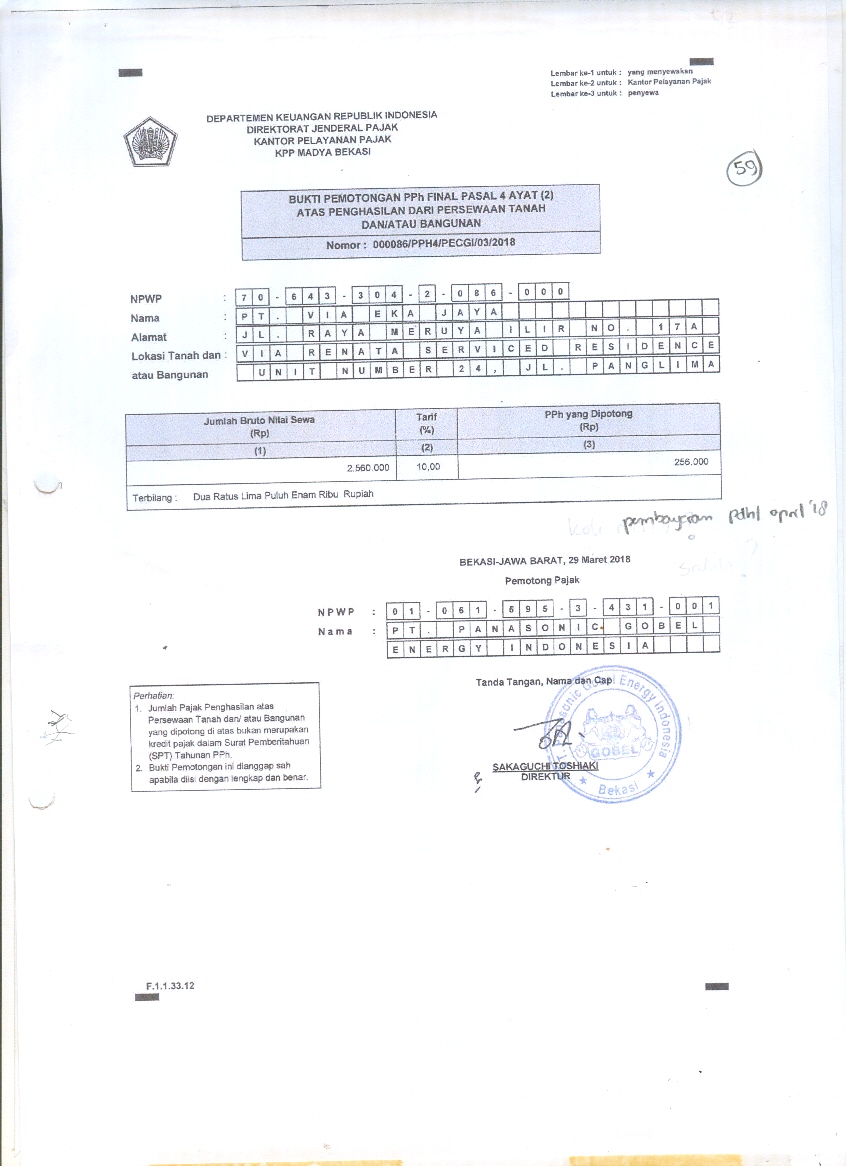 Lembar ke-1 untuk : yang menyewakan
Lembar ke-2 untuk : Kantor Pelayanan Pajak
Lembar ke-3 untuk : penyewa
DEPARTEMEN KEUANGAN REPUBLIK INDONESIA
DIREKTORAT JENDERAL PAJAK
KANTOR PELAYANAN PAJAK
KPP MADYA BEKASI
59
BUKTI PEMOTONGAN PPh FINAL PASAL 4 AYAT (2)
ATAS PENGHASILAN DARI PERSEWAAN TANAH
DAN/ATAU BANGUNAN
Nomor : 000086/PPH4/PECGI/03/2018
NPWP : 70-643-304-2-086-000
Nama : PT. VIA EKA JAYA
Alamat : JL. RAYA MERUYA ILIR NO. 17A
Lokasi Tanah dan : VIA RENATA SERVICED RESIDENCE
atau Bangunan UNIT NUMBER 24, JL. PANGLIMA
Jumlah Bruto Nilai Sewa (Rp) Tarif (%) PPh yang Dipotong (Rp)
(1) (2) (3)
2.560.000 10,00 256.000
Terbilang : Dua Ratus Lima Puluh Enam Ribu Rupiah
pembayaran april '18
BEKASI-JAWA BARAT, 29 Maret 2018
Pemotong Pajak
NPWP : 01-061-595-3-431-001
Nama : PT. PANASONIC GOBEL
ENERGY INDONESIA
Tanda Tangan, Nama dan Cap
Energy Indonesia
GOBEL
Bekasi
SAKAGUCHI TOSHIAKI
DIREKTUR
Perhatian:
1. Jumlah Pajak Penghasilan atas
Persewaan Tanah dan/ atau Bangunan
yang dipotong di atas bukan merupakan
kredit pajak dalam Surat Pemberitahuan
(SPT) Tahunan PPh.
2. Bukti Pemotongan ini dianggap sah
apabila diisi dengan lengkap dan benar.
F.1.1.33.12